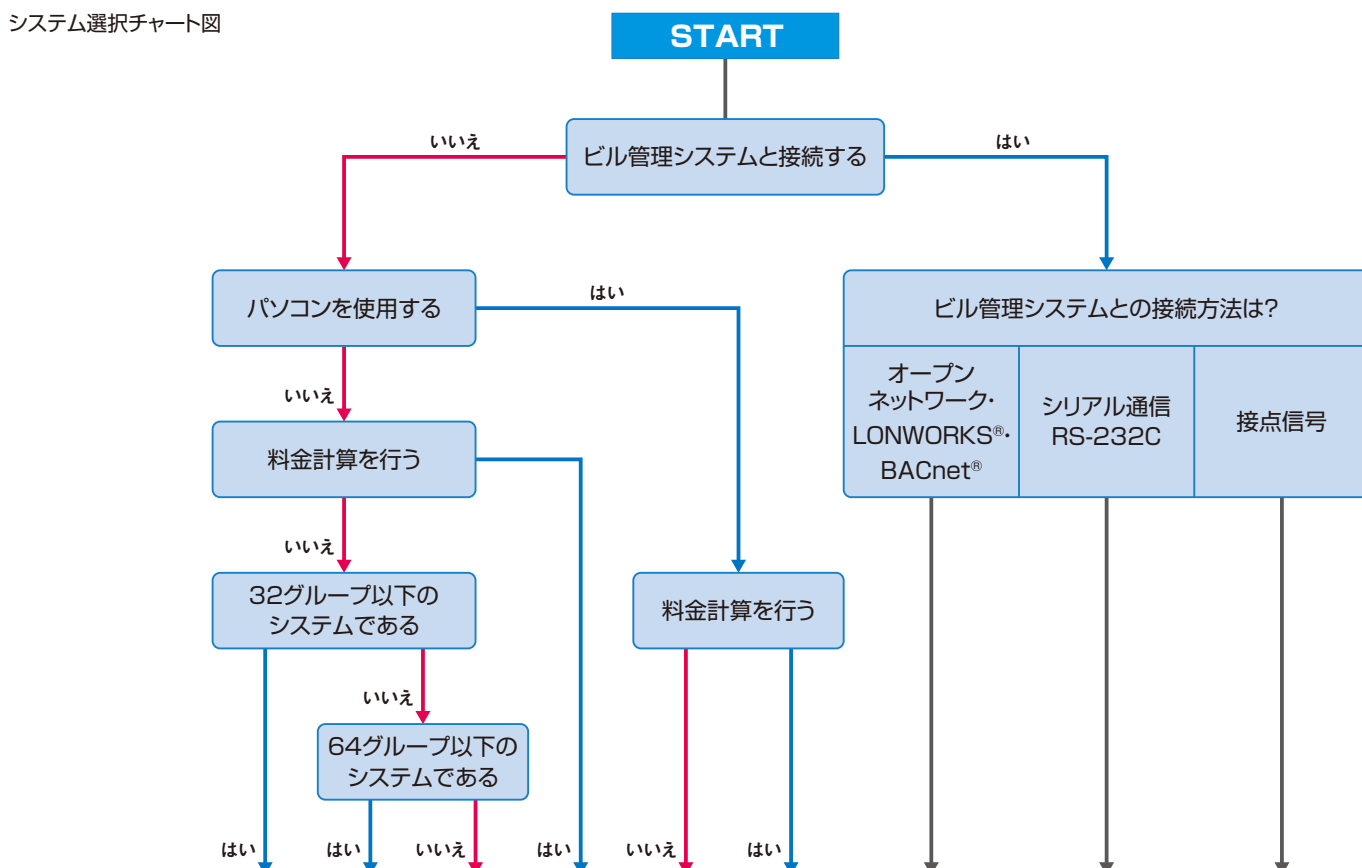 システム選択チャート図
START
いいえ
ビル管理システムと接続する
はい
パソコンを使用する
はい
ビル管理システムとの接続方法は?
いいえ
オープン
ネットワーク・
LONWORKS®・
BACnet®
シリアル通信
RS-232C
接点信号
料金計算を行う
いいえ
32グループ以下の
システムである
料金計算を行う
いいえ
64グループ以下の
システムである
はい
はい
いいえ
はい
いいえ
はい